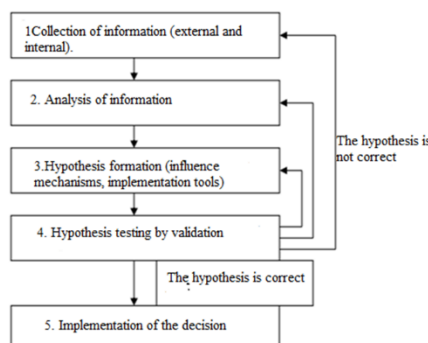 1Collection of information (external and
internal).
2. Analysis of information
The hypothesis is
not correct
3.Hypothesis formation (influence
mechanisms, implementation tools)
4. Hypothesis testing by validation
The hypothesis is correct
5. Implementation of the decision